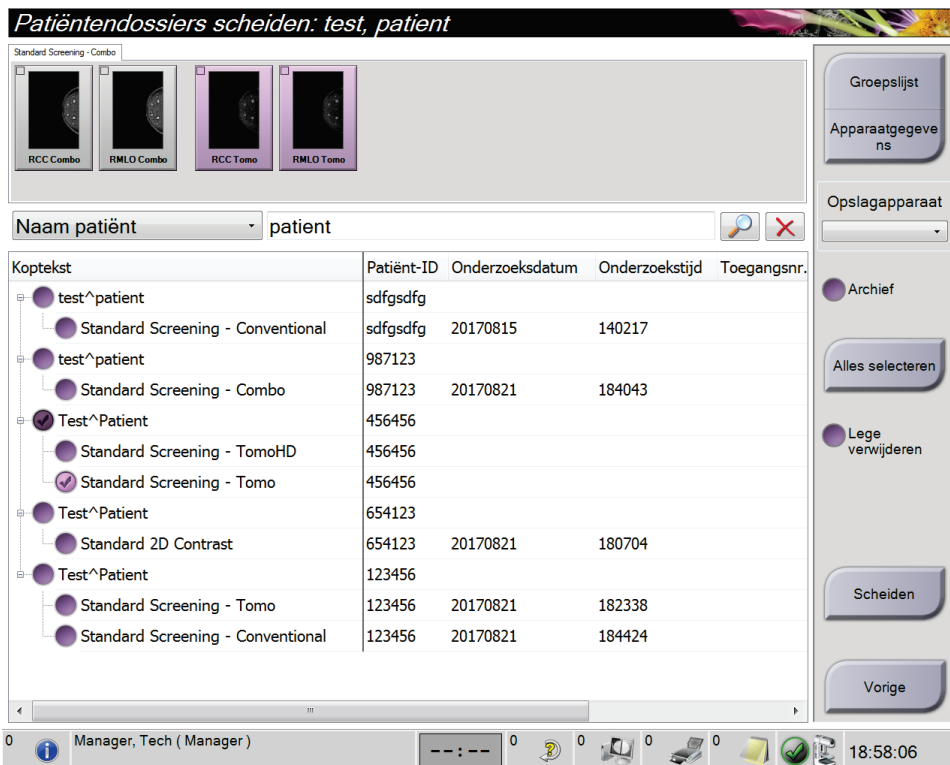 Patiëntendossiers scheiden: test, patient
Standard Screening - Combo
RCC Combo
RMLO Combo
RCC Tomo
RMLO Tomo
Groepslijst
Apparaatgegeve
ns
Opslagapparaat
Naam patiënt
patient
Koptekst Patiënt-ID Onderzoeksdatum Onderzoekstijd Toegangsnr.
test^patient sdfgsdfg
Standard Screening - Conventional sdfgsdfg 20170815 140217
test^patient 987123
Standard Screening - Combo 987123 20170821 184043
Test^Patient 456456
Standard Screening - TomoHD 456456
Standard Screening - Tomo 456456
Test^Patient 654123
Standard 2D Contrast 654123 20170821 180704
Test^Patient 123456
Standard Screening - Tomo 123456 20170821 182338
Standard Screening - Conventional 123456 20170821 184424
Archief
Alles selecteren
Lege
verwijderen
Scheiden
Vorige
0 Manager, Tech ( Manager ) --:-- 0 0 0 0 18:58:06